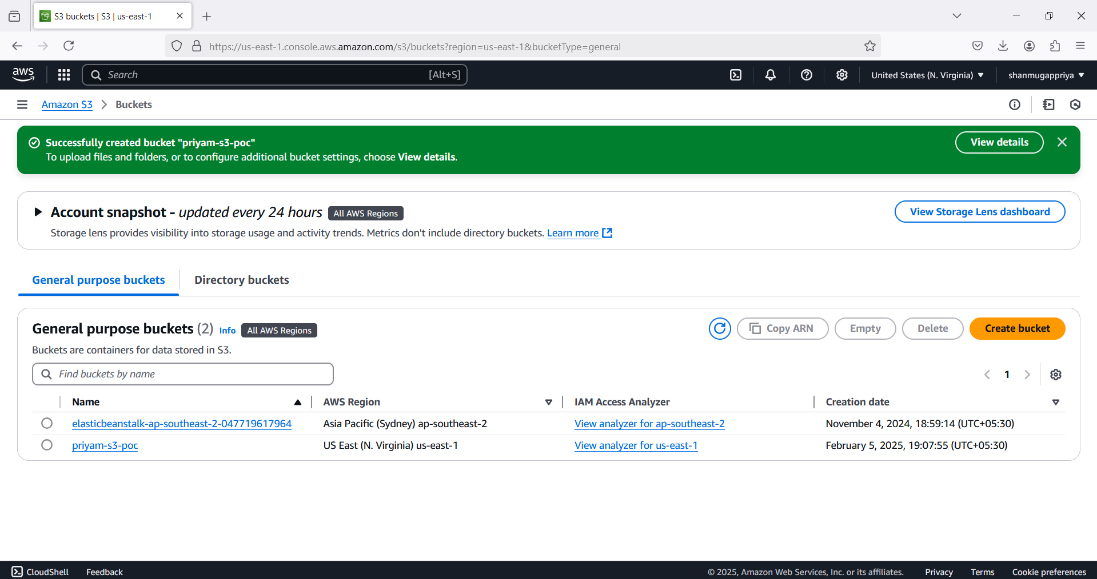 S3 buckets | S3 | us-east-1
https://us-east-1.console.aws.amazon.com/s3/buckets?region=us-east-1&bucketType=general
aws Search [Alt+S] United States (N. Virginia) shanmugappriya
Amazon S3 > Buckets
Successfully created bucket "priyam-s3-poc"
To upload files and folders, or to configure additional bucket settings, choose View details.
View details
Account snapshot - updated every 24 hours All AWS Regions
View Storage Lens dashboard
Storage lens provides visibility into storage usage and activity trends. Metrics don't include directory buckets. Learn more
General purpose buckets Directory buckets
General purpose buckets (2) Info All AWS Regions
Copy ARN Empty Delete Create bucket
Buckets are containers for data stored in S3.
Find buckets by name
1
Name AWS Region IAM Access Analyzer Creation date
elasticbeanstalk-ap-southeast-2-047719617964 Asia Pacific (Sydney) ap-southeast-2 View analyzer for ap-southeast-2 November 4, 2024, 18:59:14 (UTC+05:30)
priyam-s3-poc US East (N. Virginia) us-east-1 View analyzer for us-east-1 February 5, 2025, 19:07:55 (UTC+05:30)
CloudShell Feedback © 2025, Amazon Web Services, Inc. or its affiliates. Privacy Terms Cookie preferences